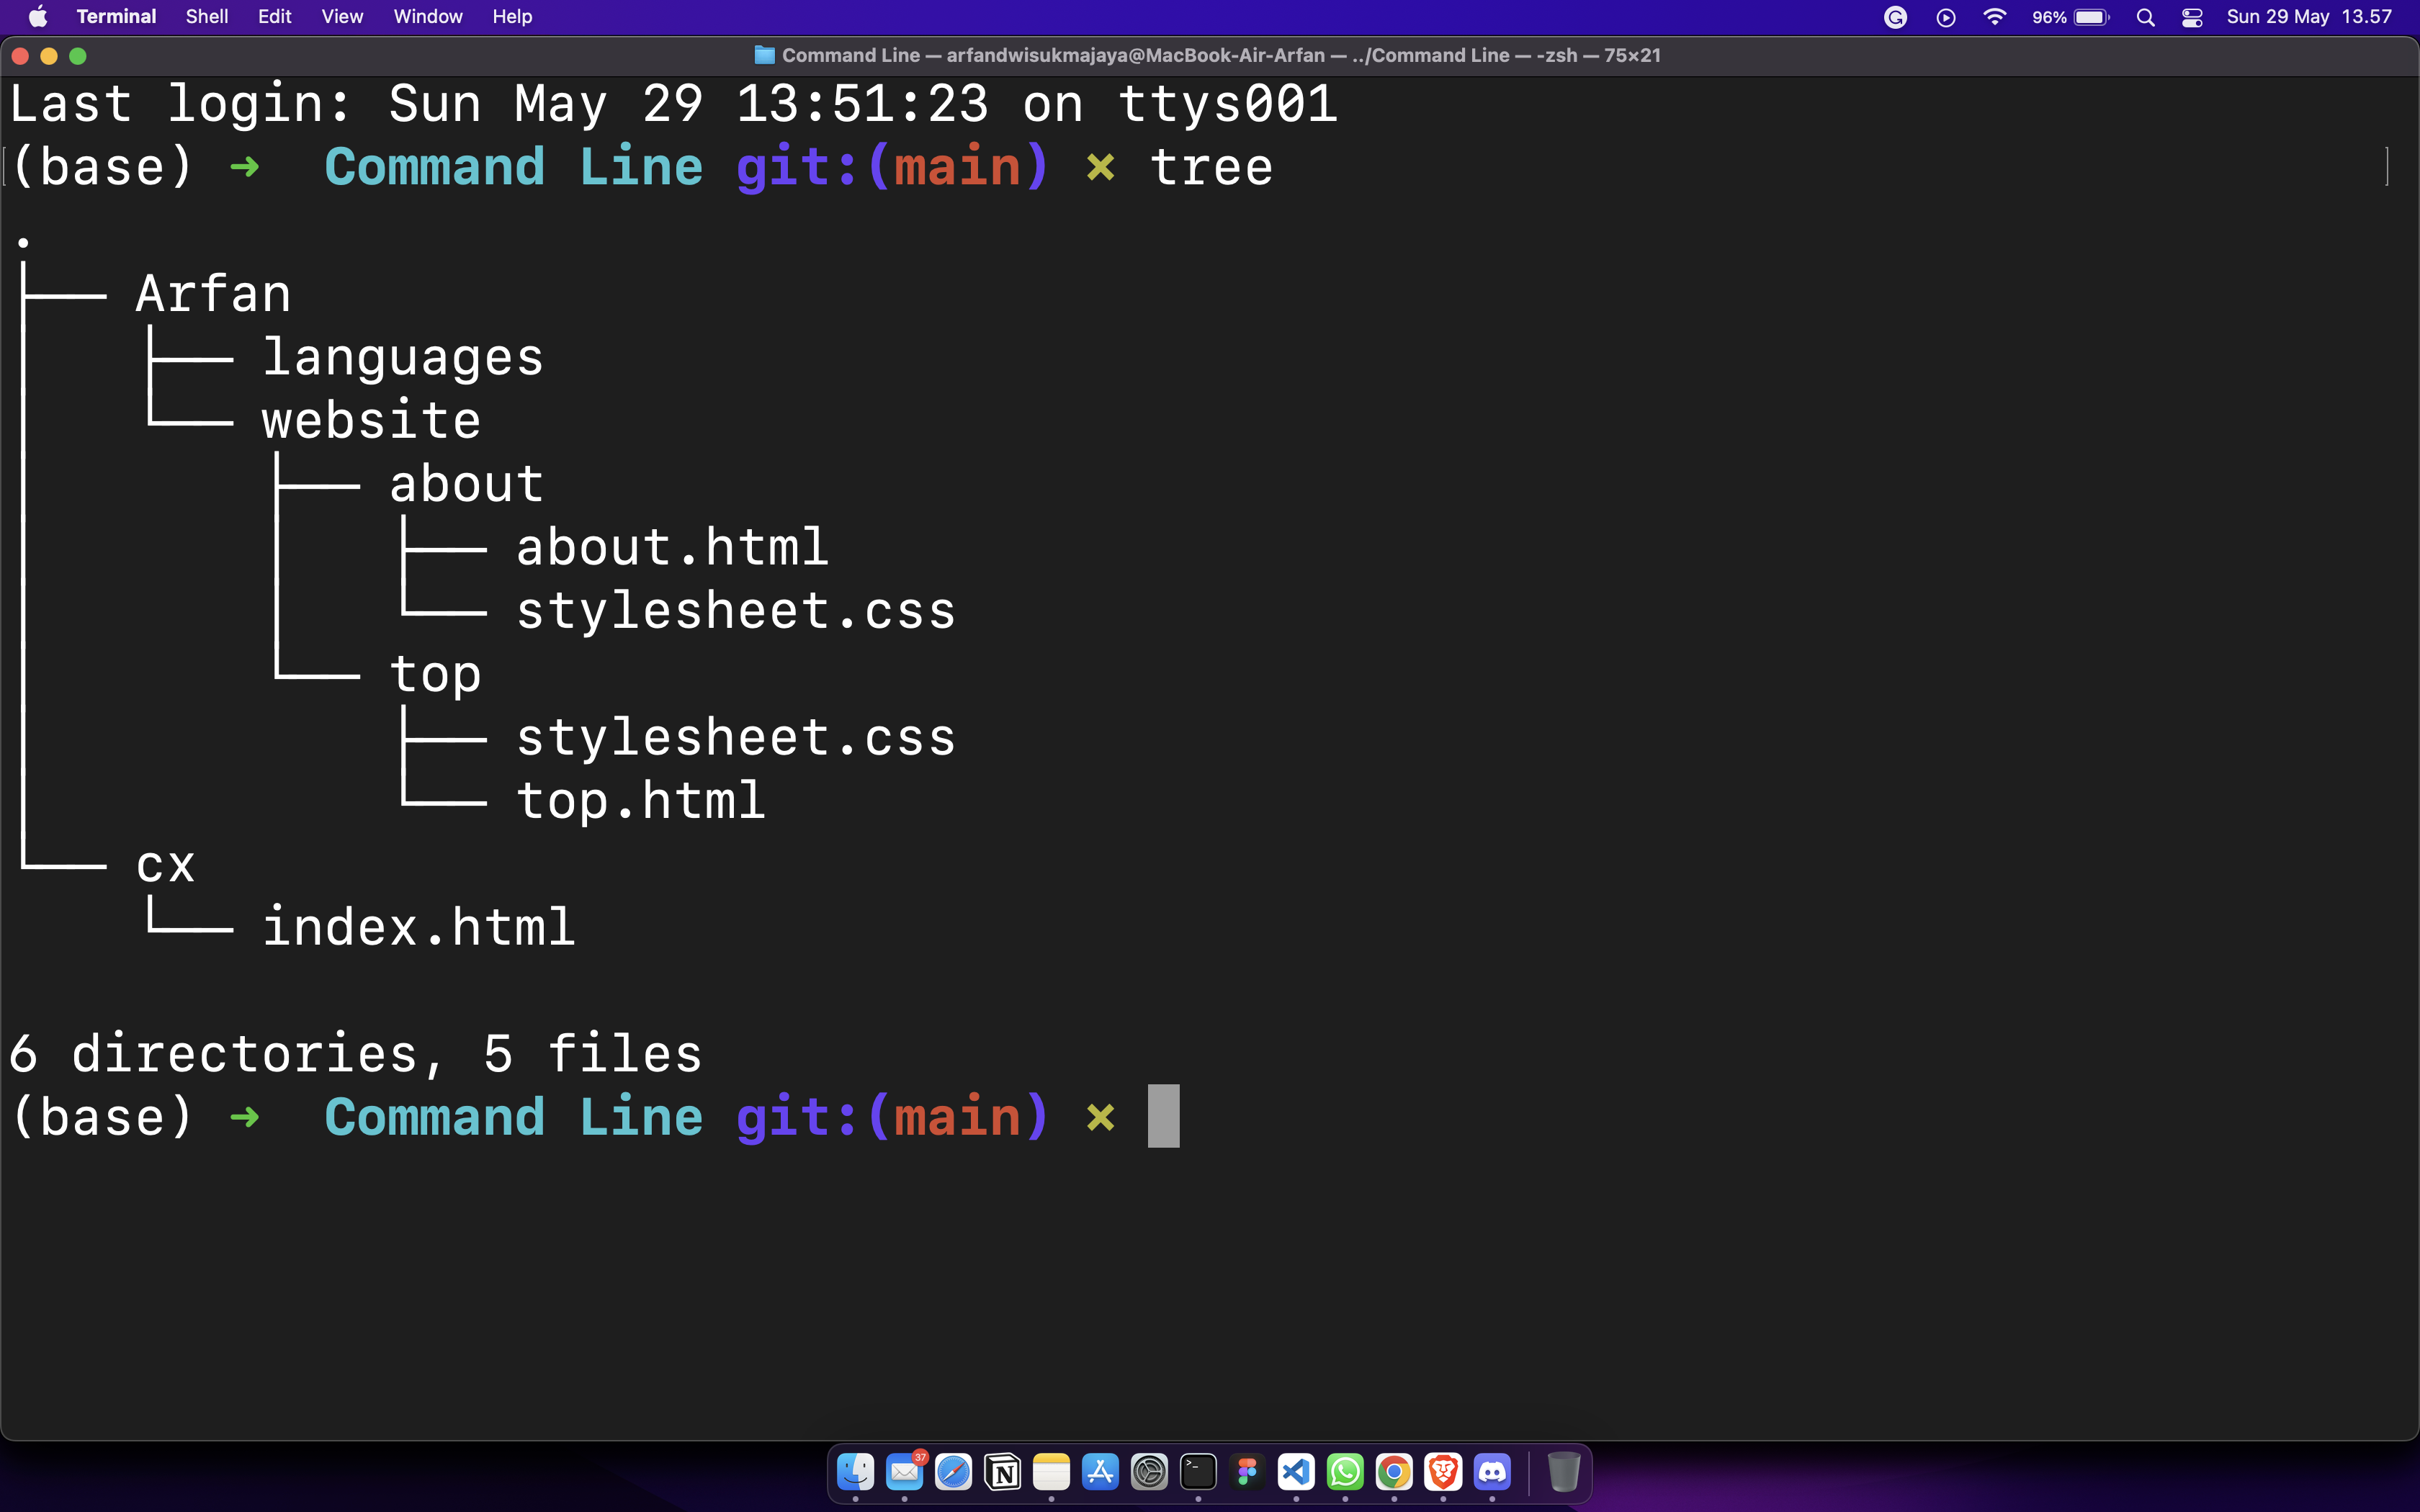 Terminal Shell Edit View Window Help 96% Sun 29 May 13.57
Command Line — arfandwisukmajaya@MacBook-Air-Arfan — ../Command Line — -zsh — 75×21
Last login: Sun May 29 13:51:23 on ttys001
(base) ➜ Command Line git:(main) ✗ tree
.
├── Arfan
│   ├── languages
│   └── website
│       ├── about
│       │   ├── about.html
│       │   └── stylesheet.css
│       └── top
│           ├── stylesheet.css
│           └── top.html
└── cx
    └── index.html
6 directories, 5 files
(base) ➜ Command Line git:(main) ✗
37